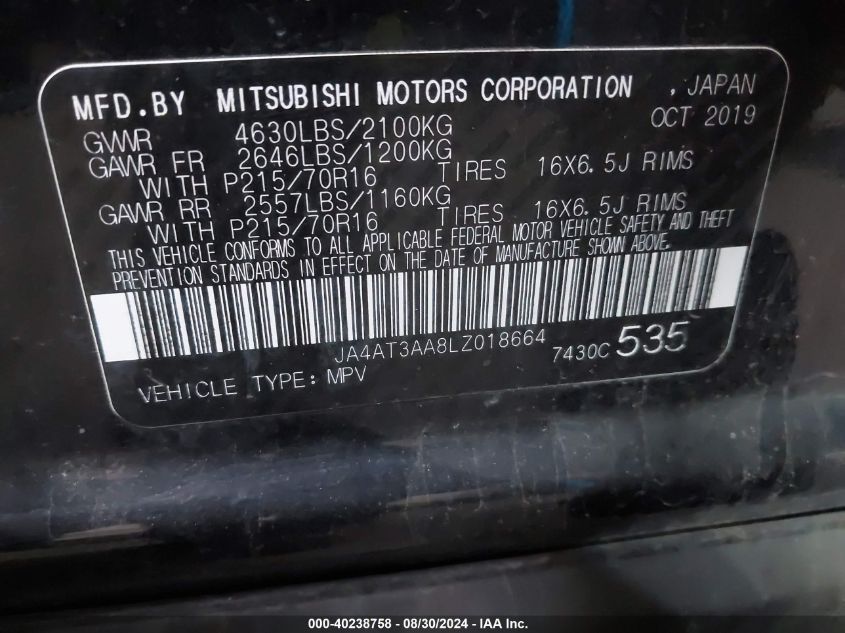 MFD.BY MITSUBISHI MOTORS CORPORATION , JAPAN
OCT 2019
GVWR 4630LBS/2100KG
GAWR FR 2646LBS/1200KG
WITH P215/70R16 TIRES 16X6.5J RIMS
GAWR RR 2557LBS/1160KG
WITH P215/70R16 TIRES 16X6.5J RIMS
THIS VEHICLE CONFORMS TO ALL APPLICABLE FEDERAL MOTOR VEHICLE SAFETY AND THEFT
PREVENTION STANDARDS IN EFFECT ON THE DATE OF MANUFACTURE SHOWN ABOVE.
JA4AT3AA8LZ018664 7430C 535
VEHICLE TYPE: MPV
000-40238758 - 08/30/2024 - IAA Inc.